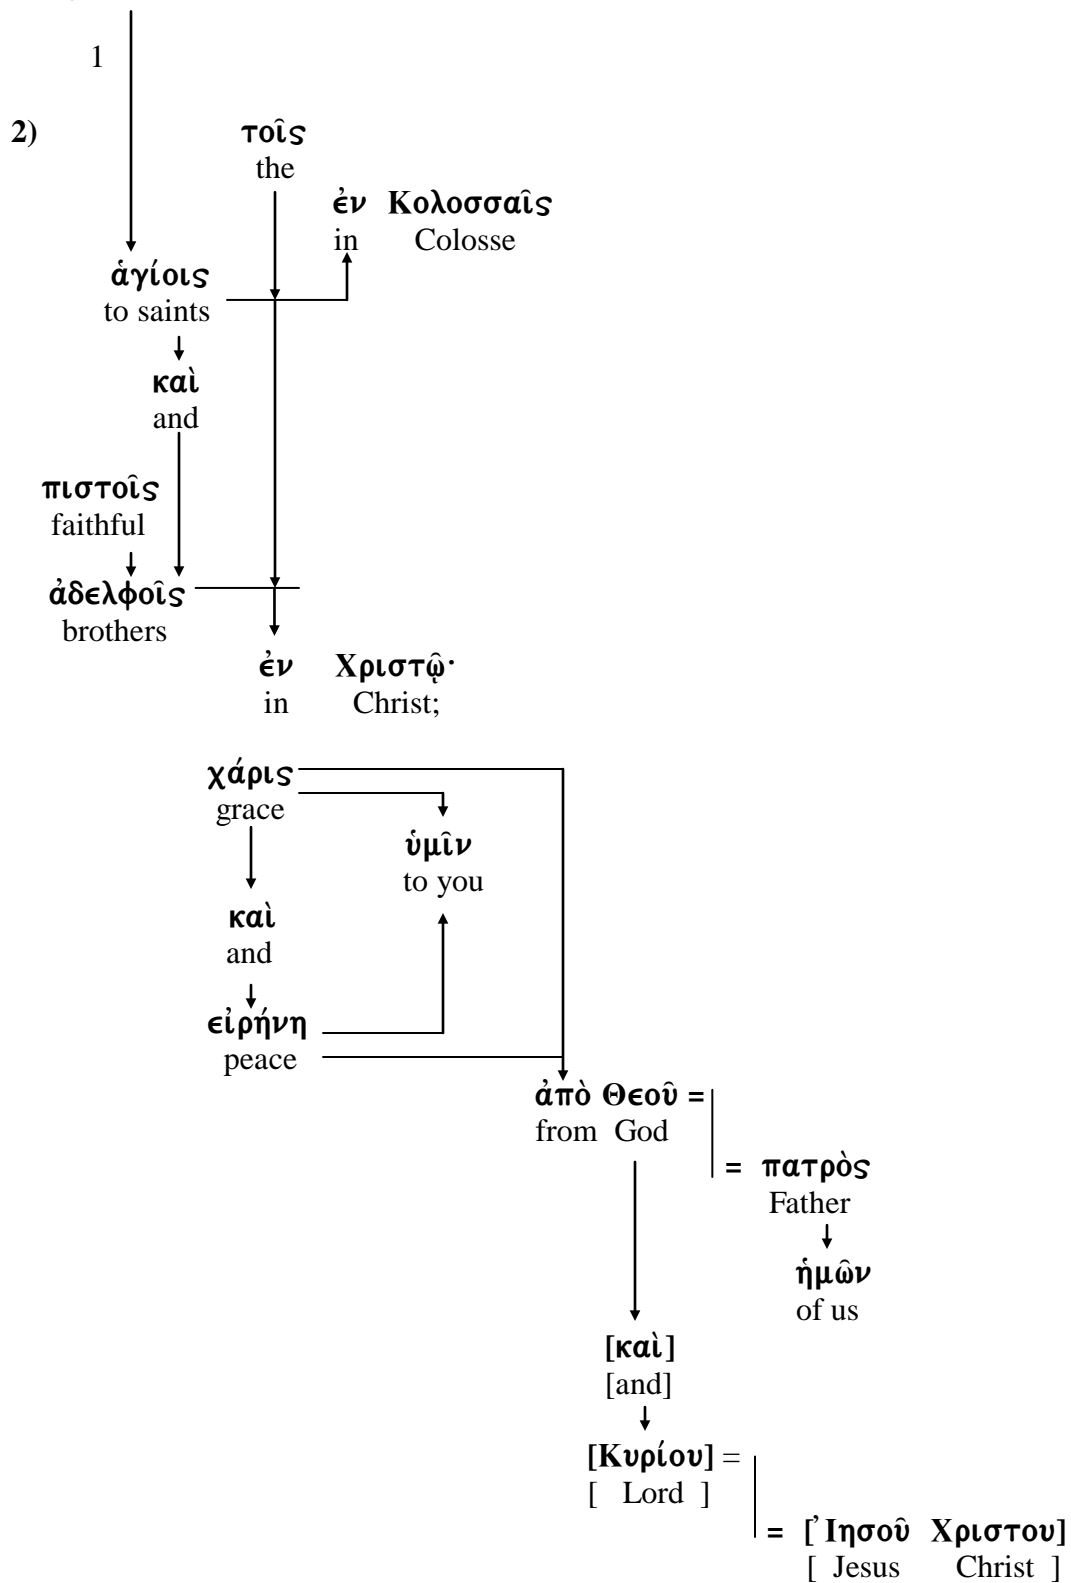 1
2) τοῖς
the
ἐν Κολοσσαῖς
in Colosse
ἁγίοις
to saints
καὶ
and
πιστοῖς
faithful
ἀδελφοῖς
brothers
ἐν Χριστῷ·
in Christ;
χάρις
grace
ὑμῖν
to you
καὶ
and
εἰρήνη
peace
ἀπὸ Θεοῦ =
from God
= πατρὸς
Father
ἡμῶν
of us
[καὶ]
[and]
[Κυρίου] =
[ Lord ]
= [Ἰησοῦ Χριστου]
[ Jesus Christ ]